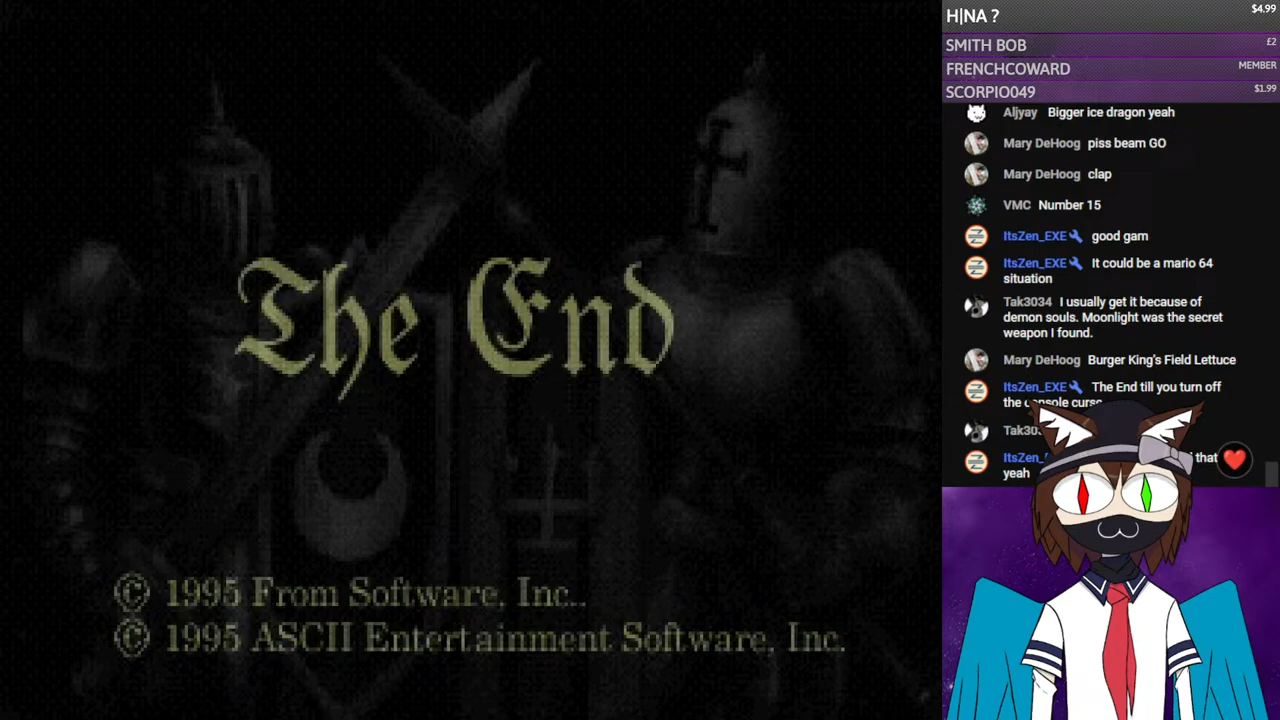 The End
© 1995 From Software, Inc..
© 1995 ASCII Entertainment Software, Inc.
H|NA ? $4.99
SMITH BOB £2
FRENCHCOWARD MEMBER
SCORPIO049 $1.99
Aljyay Bigger ice dragon yeah
Mary DeHoog piss beam GO
Mary DeHoog clap
VMC Number 15
ItsZen_EXE good gam
ItsZen_EXE It could be a mario 64
situation
Tak3034 I usually get it because of
demon souls. Moonlight was the secret
weapon I found.
Mary DeHoog Burger King's Field Lettuce
ItsZen_EXE The End till you turn off
the console
that
yeah